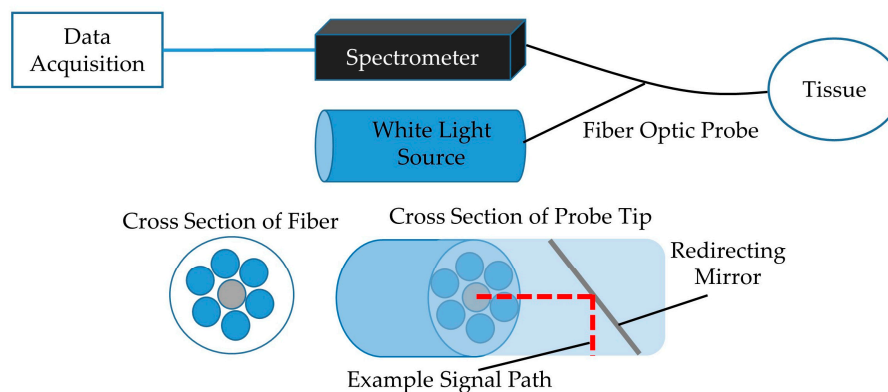 Data
Acquisition
Spectrometer
Tissue
White Light
Source
Fiber Optic Probe
Cross Section of Fiber
Cross Section of Probe Tip
Redirecting
Mirror
Example Signal Path